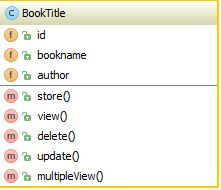 C BookTitle
f id
f bookname
f author
m store()
m view()
m delete()
m update()
m multipleView()